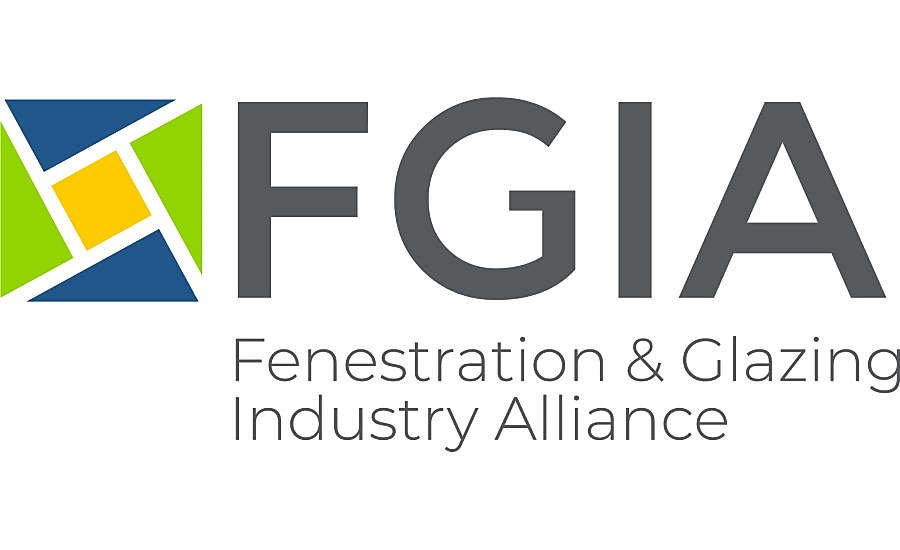 FGIA
Fenestration & Glazing
Industry Alliance